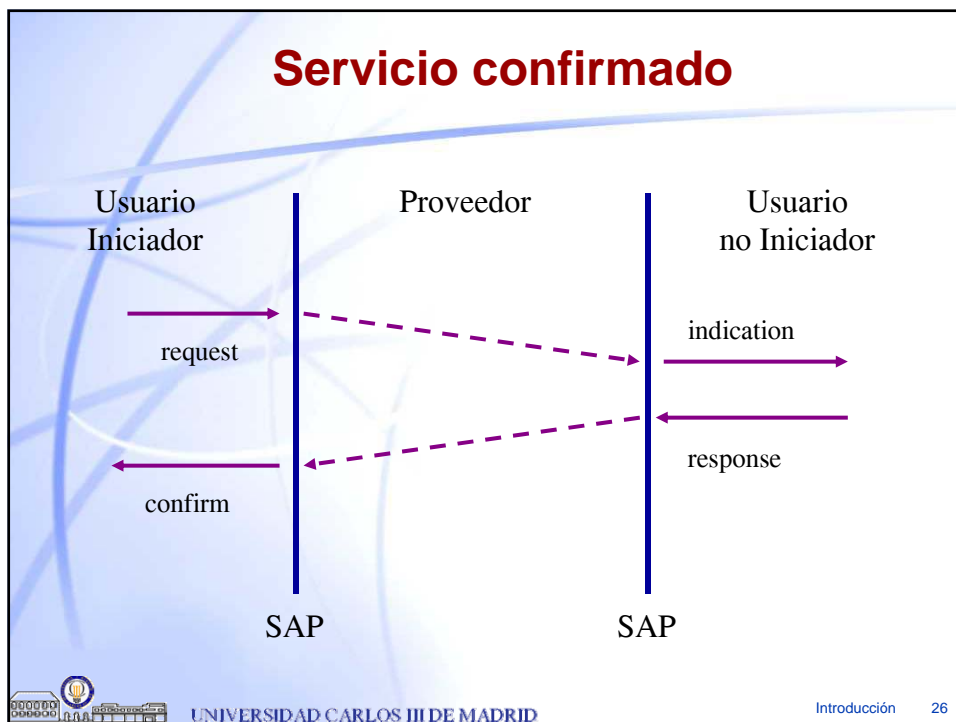 Servicio confirmado
Usuario
Iniciador
Proveedor
Usuario
no Iniciador
request
indication
response
confirm
SAP
SAP
UNIVERSIDAD CARLOS III DE MADRID
Introducción 26